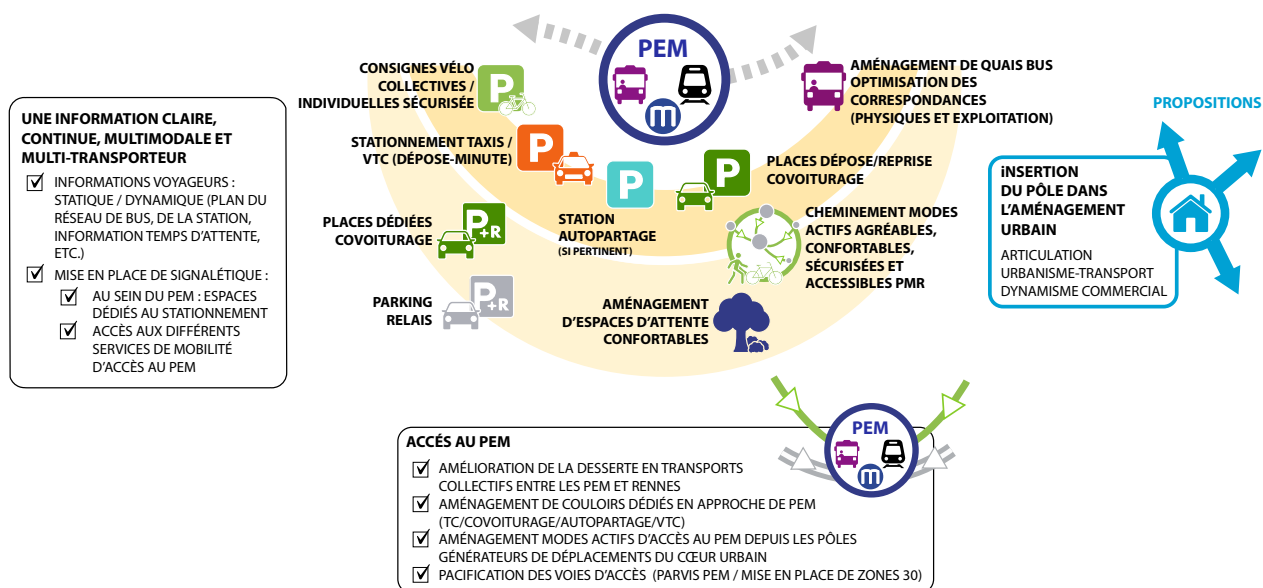 PEM
m
CONSIGNES VÉLO
COLLECTIVES /
INDIVIDUELLES SÉCURISÉE
P
STATIONNEMENT TAXIS /
VTC (DÉPOSE-MINUTE)
P
PLACES DÉDIÉES
COVOITURAGE
P+R
PARKING
RELAIS
P+R
P
STATION
AUTOPARTAGE
(SI PERTINENT)
AMÉNAGEMENT
D’ESPACES D’ATTENTE
CONFORTABLES
AMÉNAGEMENT DE QUAIS BUS
OPTIMISATION DES
CORRESPONDANCES
(PHYSIQUES ET EXPLOITATION)
P
PLACES DÉPOSE/REPRISE
COVOITURAGE
CHEMINEMENT MODES
ACTIFS AGRÉABLES,
CONFORTABLES,
SÉCURISÉES ET
ACCESSIBLES PMR
UNE INFORMATION CLAIRE,
CONTINUE, MULTIMODALE ET
MULTI-TRANSPORTEUR
INFORMATIONS VOYAGEURS :
STATIQUE / DYNAMIQUE (PLAN DU
RÉSEAU DE BUS, DE LA STATION,
INFORMATION TEMPS D’ATTENTE,
ETC.)
MISE EN PLACE DE SIGNALÉTIQUE :
AU SEIN DU PEM : ESPACES
DÉDIÉS AU STATIONNEMENT
ACCÈS AUX DIFFÉRENTS
SERVICES DE MOBILITÉ
D’ACCÈS AU PEM
PROPOSITIONS
iNSERTION
DU PÔLE DANS
L’AMÉNAGEMENT
URBAIN
ARTICULATION
URBANISME-TRANSPORT
DYNAMISME COMMERCIAL
PEM
m
ACCÉS AU PEM
AMÉLIORATION DE LA DESSERTE EN TRANSPORTS
COLLECTIFS ENTRE LES PEM ET RENNES
AMÉNAGEMENT DE COULOIRS DÉDIÉS EN APPROCHE DE PEM
(TC/COVOITURAGE/AUTOPARTAGE/VTC)
AMÉNAGEMENT MODES ACTIFS D’ACCÈS AU PEM DEPUIS LES PÔLES
GÉNÉRATEURS DE DÉPLACEMENTS DU CŒUR URBAIN
PACIFICATION DES VOIES D’ACCÈS (PARVIS PEM / MISE EN PLACE DE ZONES 30)